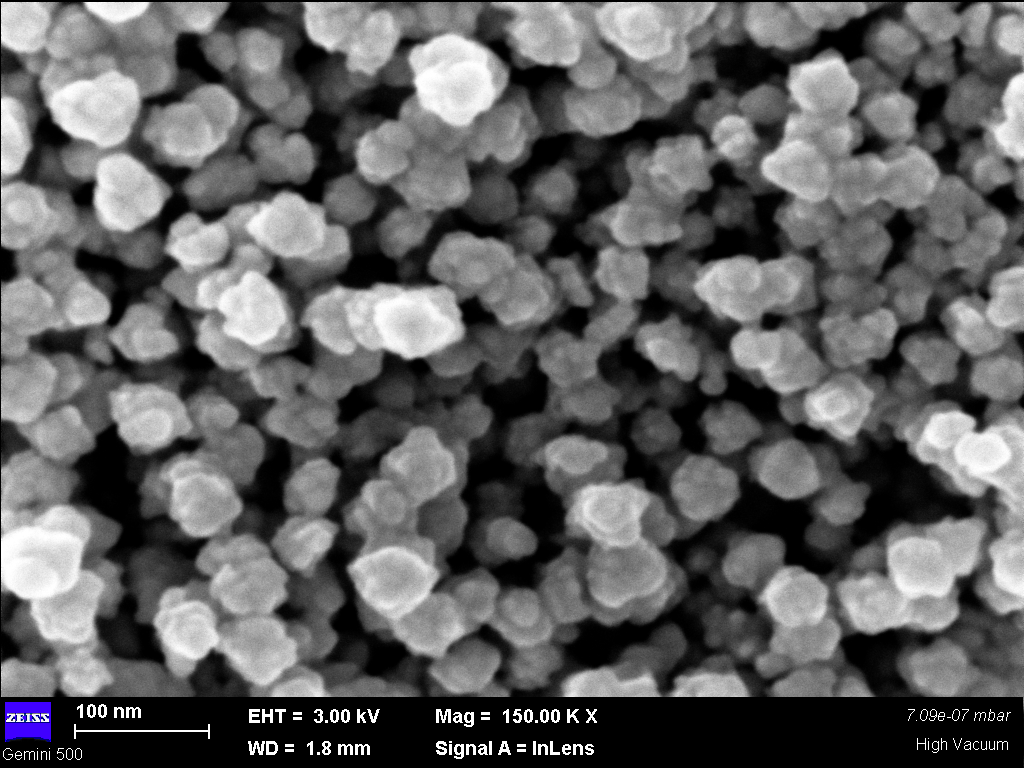 ZEISS
Gemini 500
100 nm
EHT = 3.00 kV
WD = 1.8 mm
Mag = 150.00 K X
Signal A = InLens
7.09e-07 mbar
High Vacuum